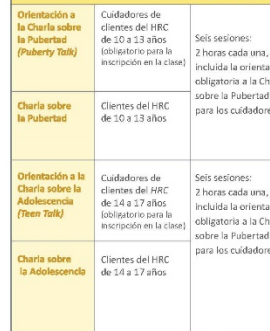 Orientación a
la Charla sobre
la Pubertad
(Puberty Talk)
Cuidadores de
clientes del HRC
de 10 a 13 años
(obligatorio para la
inscripción en la clase)
Seis sesiones:
2 horas cada una,
incluida la orienta
obligatoria a la Ch
sobre la Pubertad
para los cuidadore
Charla sobre
la Pubertad
Clientes del HRC
de 10 a 13 años
Orientación a la
Charla sobre la
Adolescencia
(Teen Talk)
Cuidadores de
clientes del HRC
de 14 a 17 años
(obligatorio para la
inscripción en la clase)
Seis sesiones:
2 horas cada una,
incluida la orienta
obligatoria a la Ch
sobre la Pubertad
para los cuidadore
Charla sobre
la Adolescencia
Clientes del HRC
de 14 a 17 años